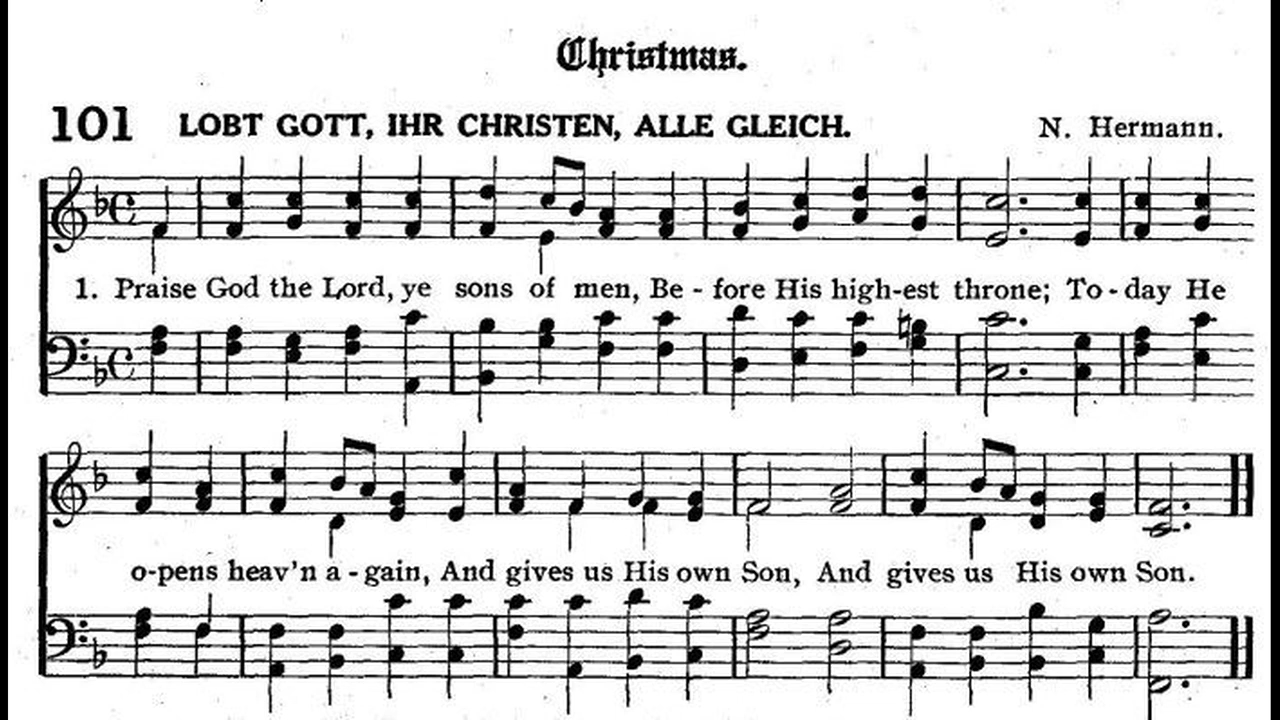 Christmas.
101 LOBT GOTT, IHR CHRISTEN, ALLE GLEICH. N. Hermann.
1. Praise God the Lord, ye sons of men, Be - fore His high-est throne; To - day He
o-pens heav'n a - gain, And gives us His own Son, And gives us His own Son.